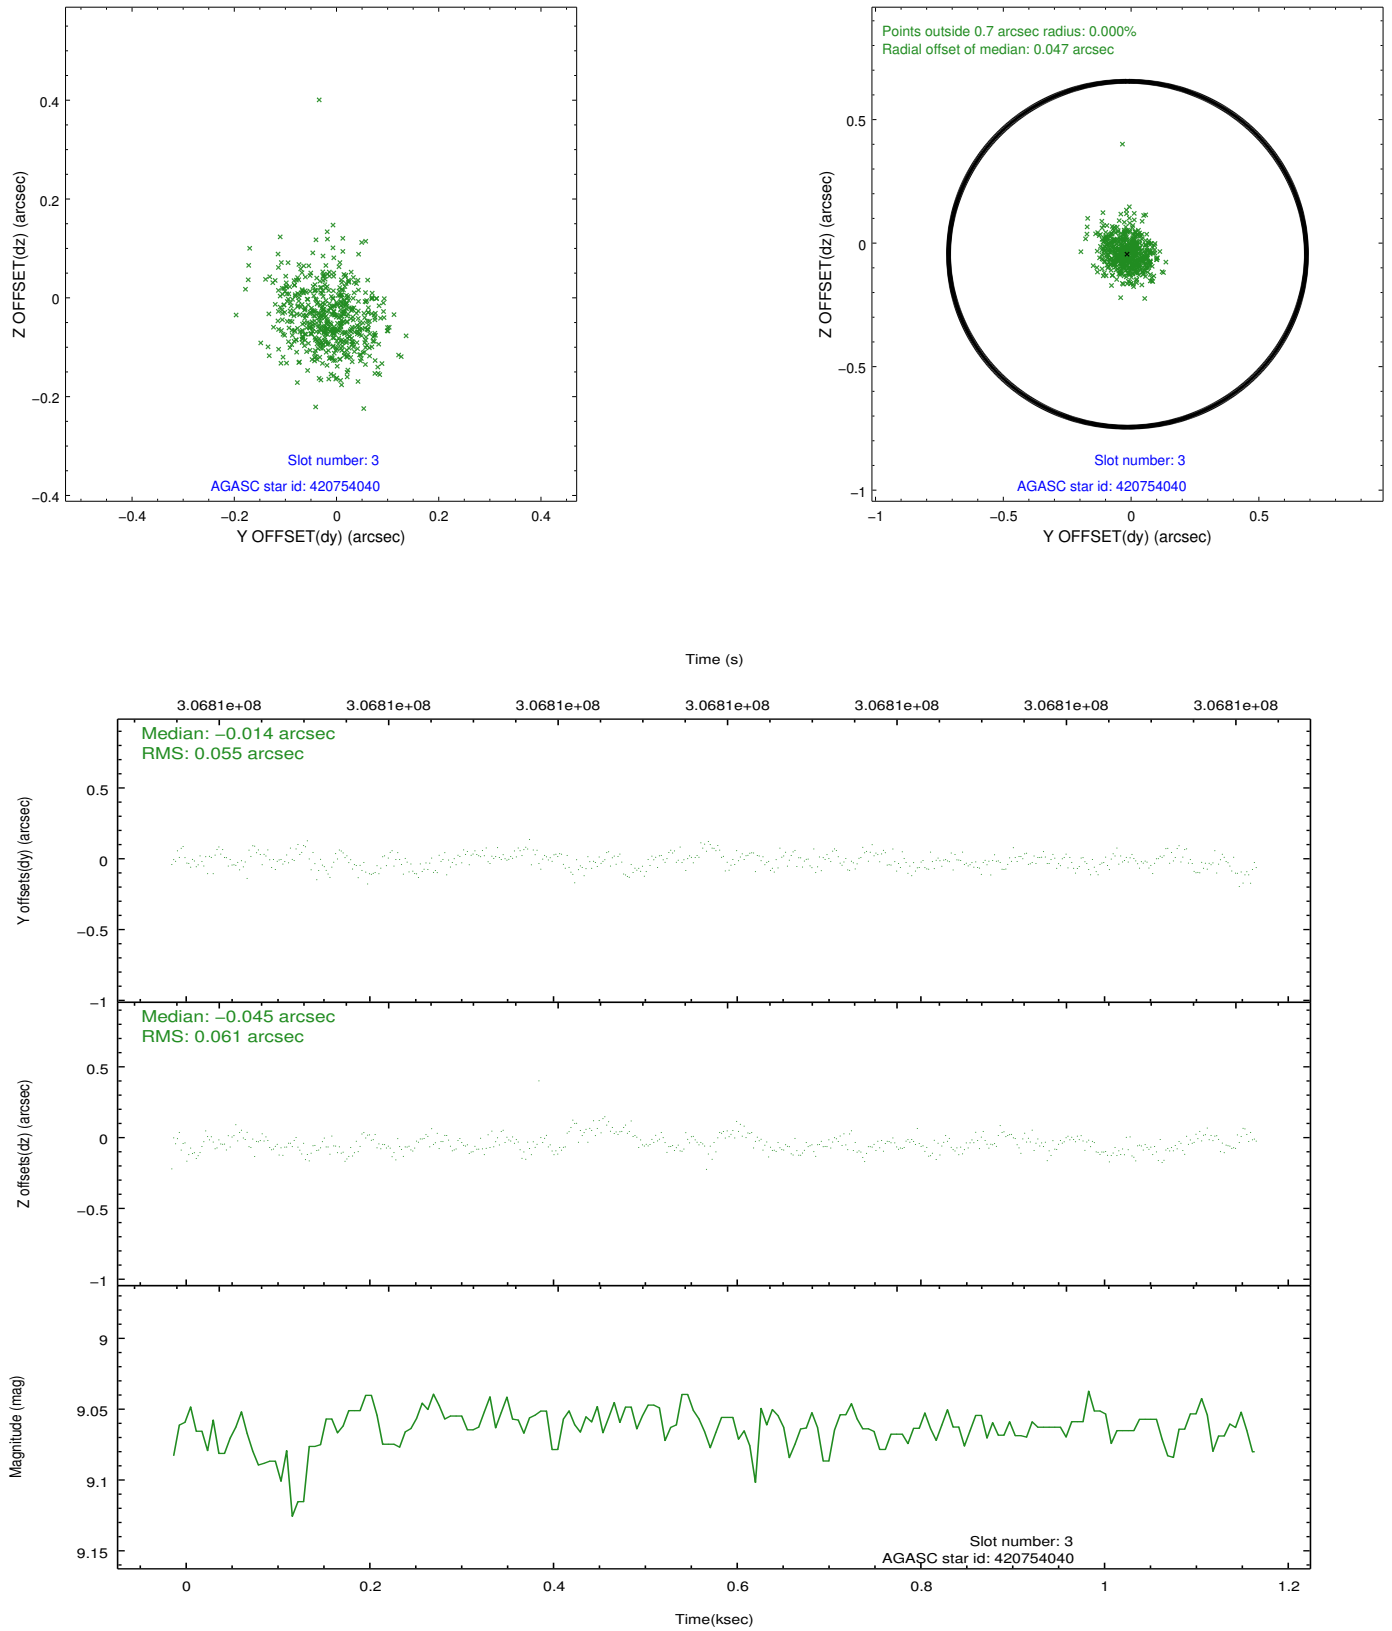 0.4
0.2
0
−0.2
−0.4
Z OFFSET(dz) (arcsec)
Slot number: 3
AGASC star id: 420754040
−0.4
−0.2
0
0.2
0.4
Y OFFSET(dy) (arcsec)
Points outside 0.7 arcsec radius: 0.000%
Radial offset of median: 0.047 arcsec
0.5
0
−0.5
−1
Z OFFSET(dz) (arcsec)
Slot number: 3
AGASC star id: 420754040
−1
−0.5
0
0.5
Y OFFSET(dy) (arcsec)
Time (s)
3.0681e+08
3.0681e+08
3.0681e+08
3.0681e+08
3.0681e+08
3.0681e+08
3.0681e+08
Median: −0.014 arcsec
RMS: 0.055 arcsec
0.5
0
−0.5
−1
Y offsets(dy) (arcsec)
Median: −0.045 arcsec
RMS: 0.061 arcsec
0.5
0
−0.5
−1
Z offsets(dz) (arcsec)
9
9.05
9.1
9.15
Magnitude (mag)
Slot number: 3
AGASC star id: 420754040
0
0.2
0.4
0.6
0.8
1
1.2
Time(ksec)